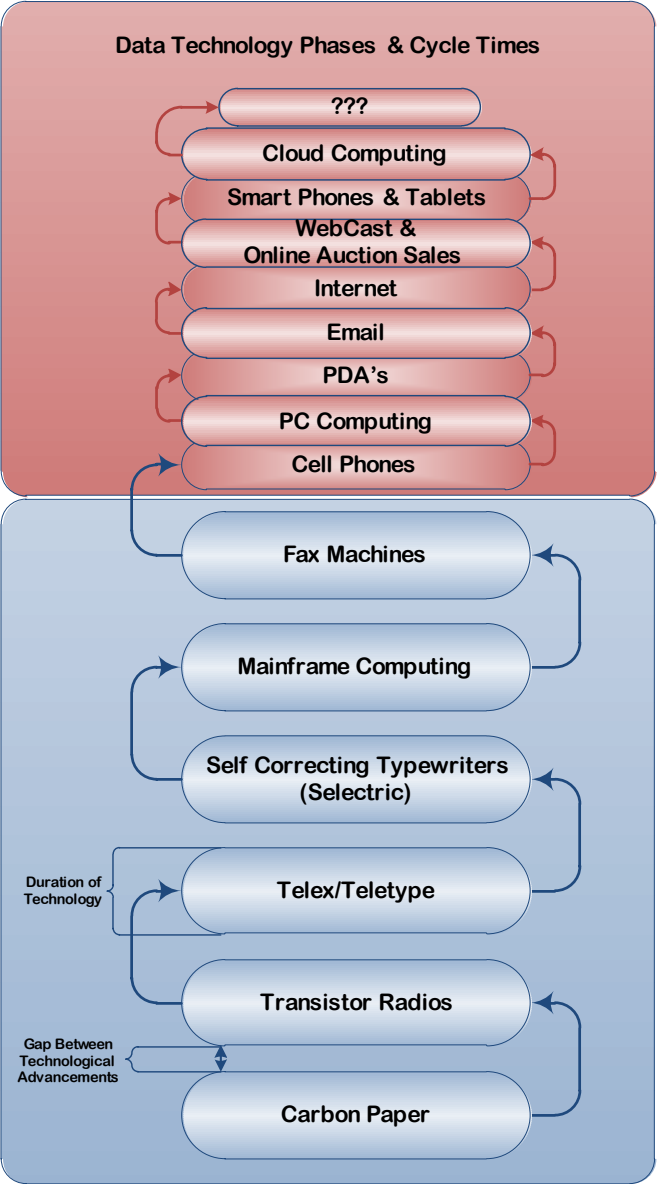 Data Technology Phases & Cycle Times
???
Cloud Computing
Smart Phones & Tablets
WebCast &
Online Auction Sales
Internet
Email
PDA's
PC Computing
Cell Phones
Fax Machines
Mainframe Computing
Self Correcting Typewriters
(Selectric)
Duration of
Technology
Telex/Teletype
Transistor Radios
Gap Between
Technological
Advancements
Carbon Paper